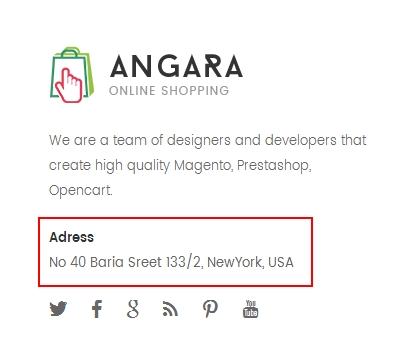 ANGARA
ONLINE SHOPPING
We are a team of designers and developers that
create high quality Magento, Prestashop,
Opencart.
Adress
No 40 Baria Sreet 133/2, NewYork, USA
You
Tube